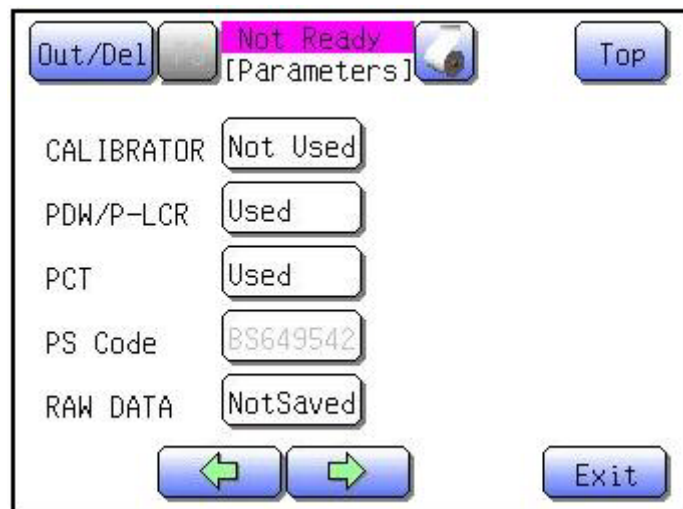 Out/Del
Not Ready
[Parameters]
Top
CALIBRATOR Not Used
PDW/P-LCR Used
PCT Used
PS Code BS649542
RAW DATA NotSaved
Exit